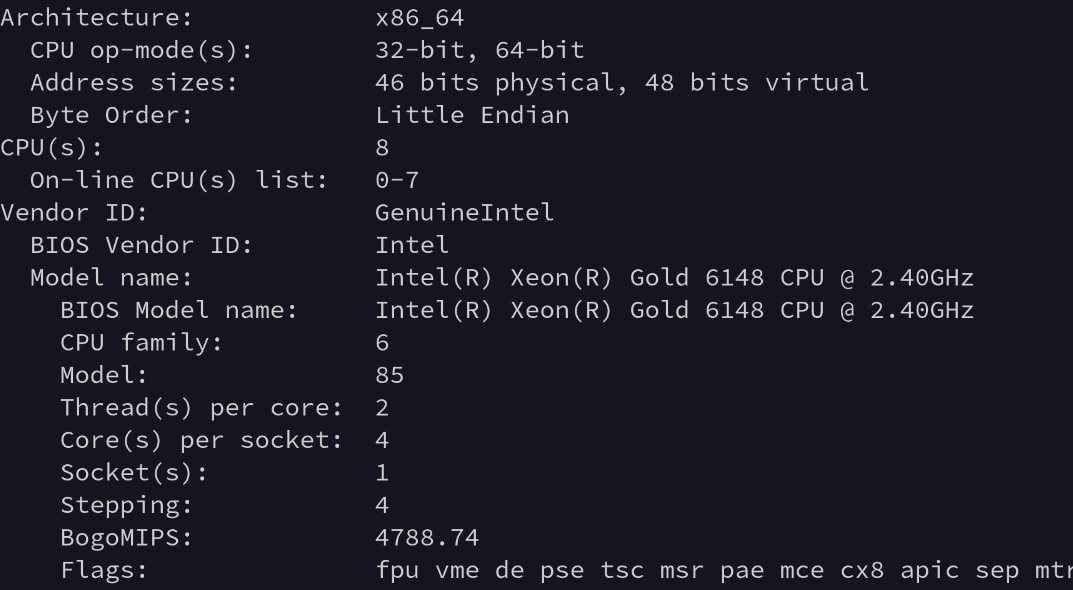 Architecture: x86_64
CPU op-mode(s): 32-bit, 64-bit
Address sizes: 46 bits physical, 48 bits virtual
Byte Order: Little Endian
CPU(s): 8
On-line CPU(s) list: 0-7
Vendor ID: GenuineIntel
BIOS Vendor ID: Intel
Model name: Intel(R) Xeon(R) Gold 6148 CPU @ 2.40GHz
BIOS Model name: Intel(R) Xeon(R) Gold 6148 CPU @ 2.40GHz
CPU family: 6
Model: 85
Thread(s) per core: 2
Core(s) per socket: 4
Socket(s): 1
Stepping: 4
BogoMIPS: 4788.74
Flags: fpu vme de pse tsc msr pae mce cx8 apic sep mtr